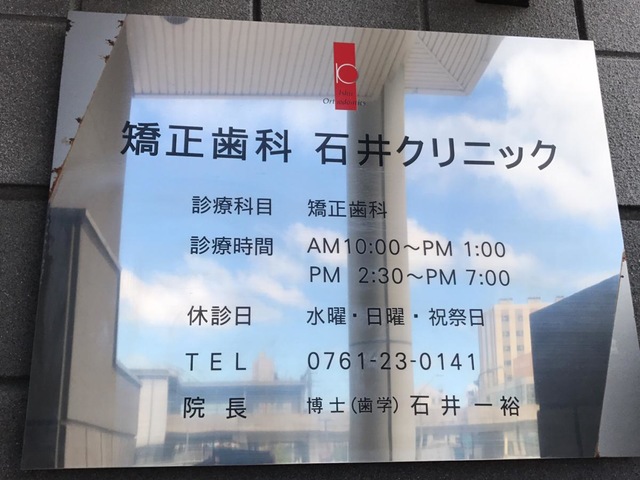 Ishii
Orthodontics
矯正歯科 石井クリニック
診療科目 矯正歯科
診療時間 AM10:00～PM 1:00
PM 2:30～PM 7:00
休診日 水曜・日曜・祝祭日
TEL 0761-23-0141
院長 博士(歯学) 石井一裕